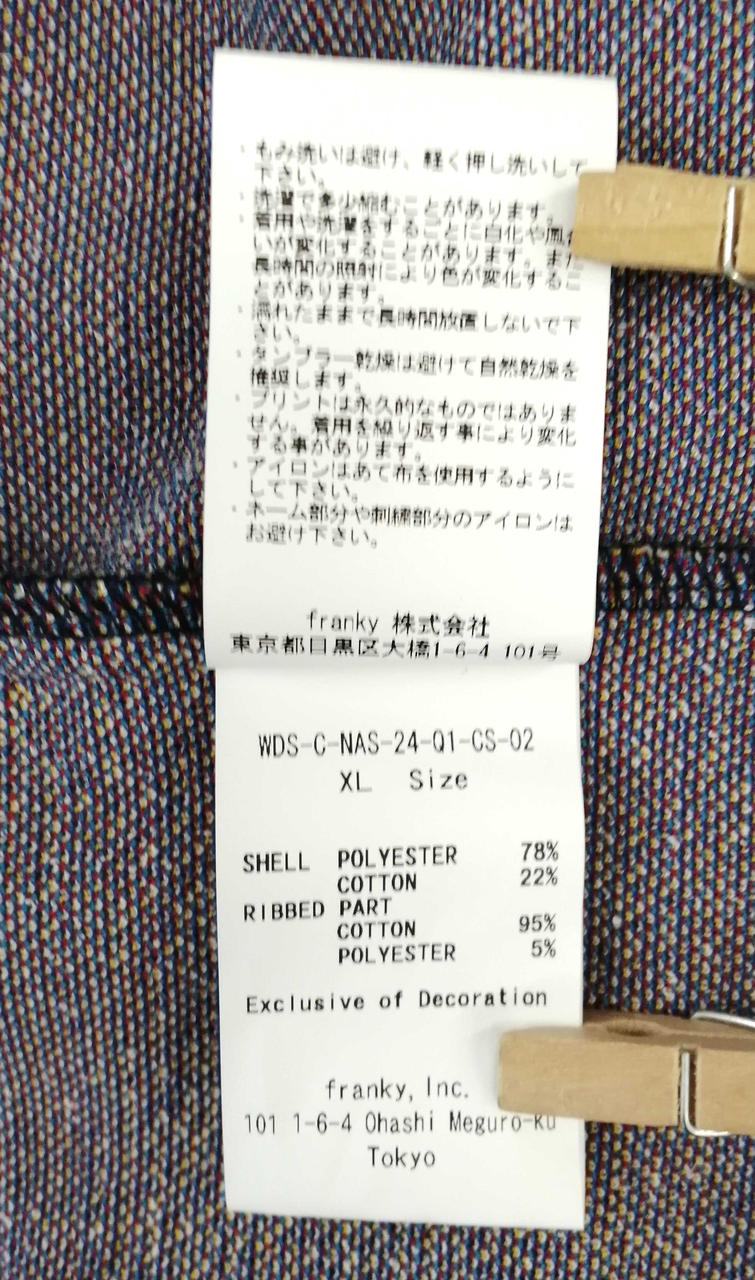 ・もみ洗いは避け、軽く押し洗いして
下さい。
・洗濯で多少縮むことがあります。
・着用や洗濯をするごとに白化や風合
いが変化することがあります。また
長時間の照射により色が変化するこ
とがあります。
・濡れたままで長時間放置しないで下
さい。
・タンブラー乾燥は避けて自然乾燥を
推奨します。
・プリントは永久的なものではありま
せん。着用を繰り返す事により変化
する事があります。
・アイロンはあて布を使用するように
して下さい。
・ネーム部分や刺繍部分のアイロンは
お避け下さい。
franky 株式会社
東京都目黒区大橋1-6-4 101号
WDS-C-NAS-24-Q1-CS-02
XL Size
SHELL POLYESTER 78%
COTTON 22%
RIBBED PART
COTTON 95%
POLYESTER 5%
Exclusive of Decoration
franky, Inc.
101 1-6-4 Ohashi Meguro-ku
Tokyo